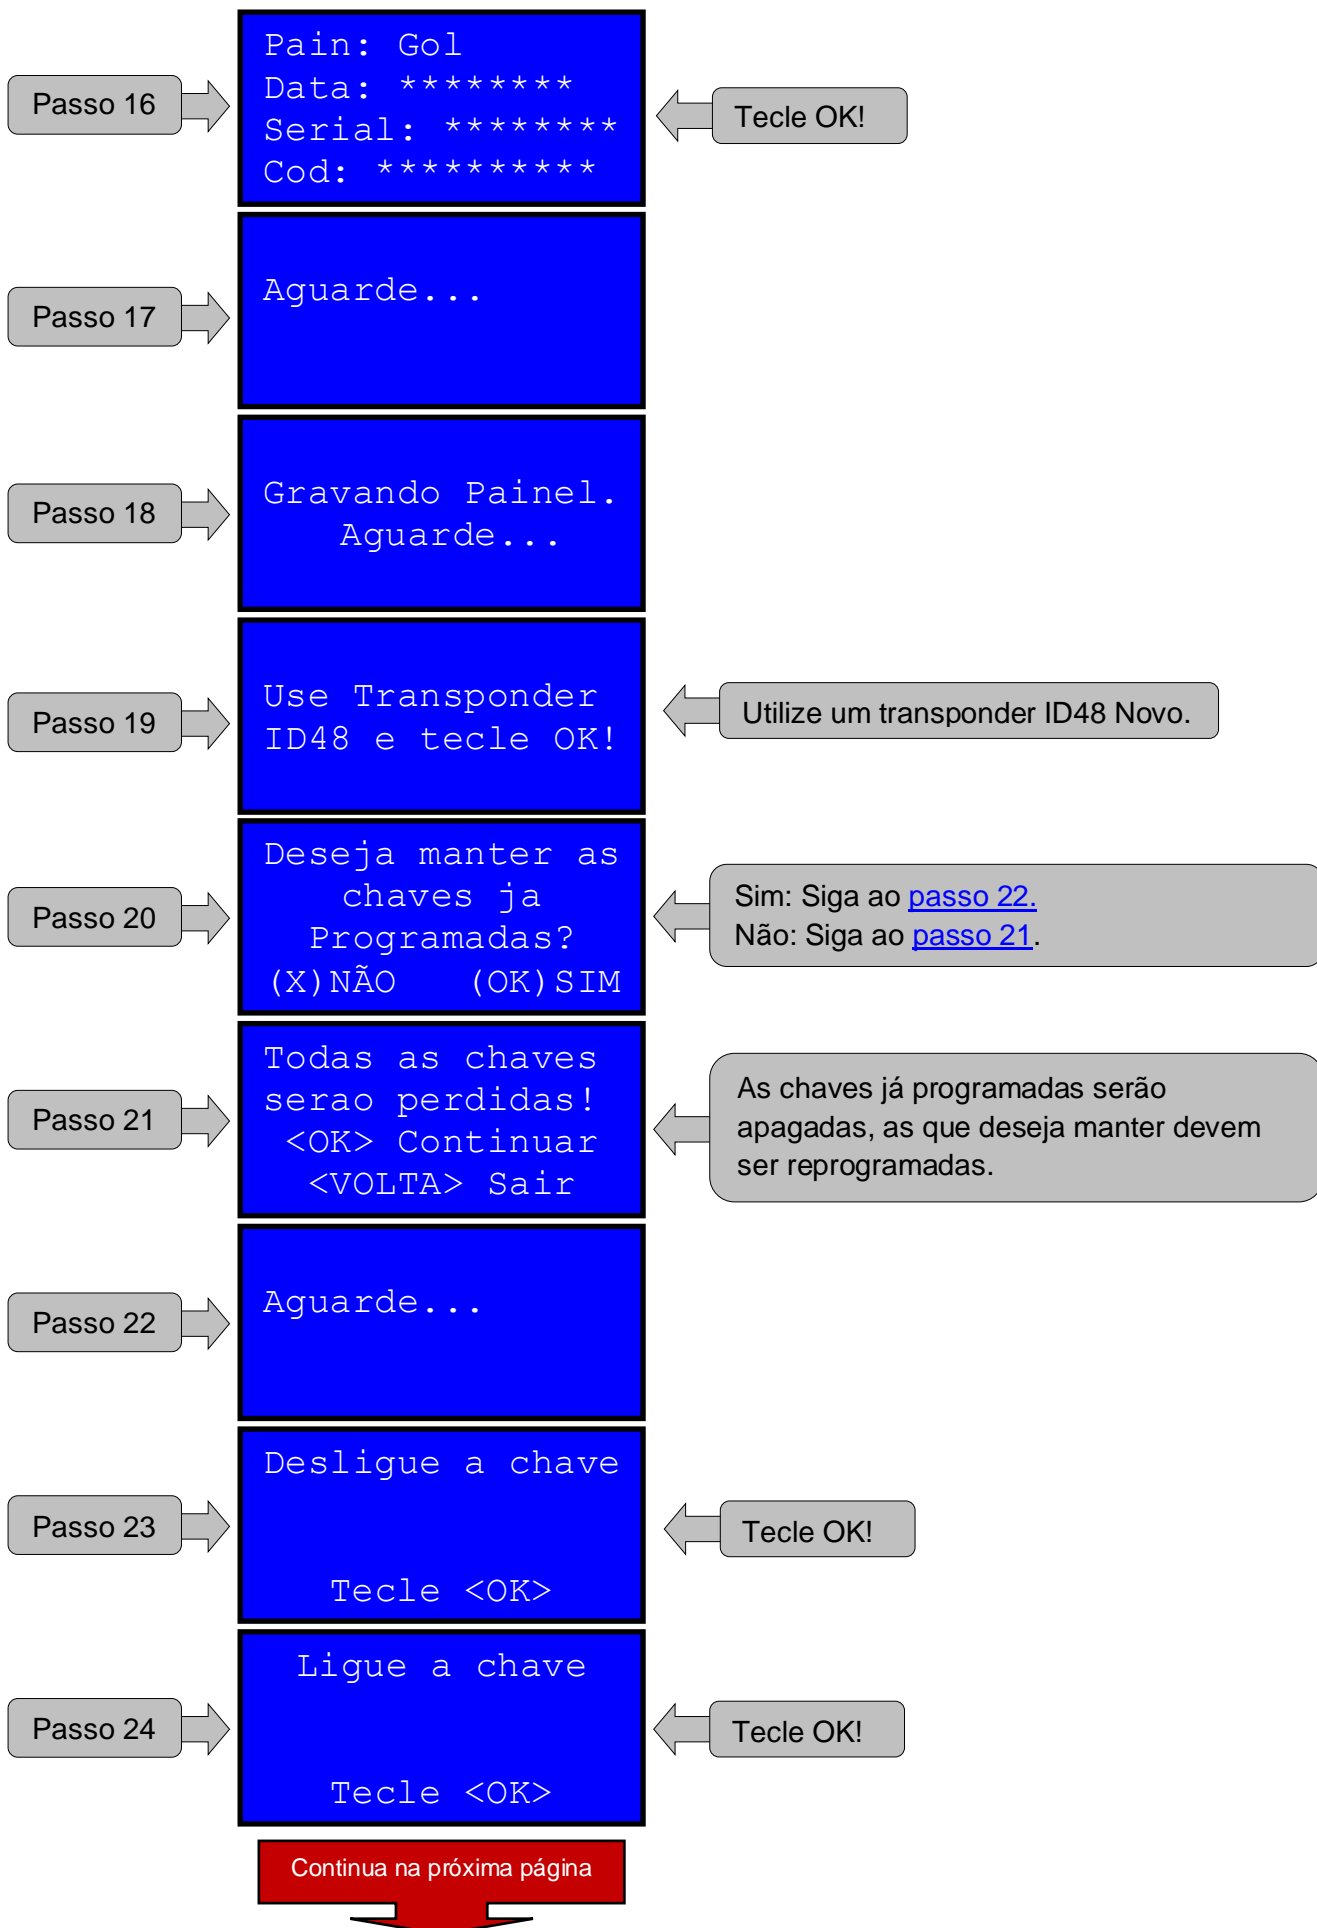 Passo 16
Pain: Gol
Data: ********
Serial: ********
Cod: **********
Tecle OK!
Passo 17
Aguarde...
Passo 18
Gravando Painel.
Aguarde...
Passo 19
Use Transponder
ID48 e tecle OK!
Utilize um transponder ID48 Novo.
Passo 20
Deseja manter as
chaves ja
Programadas?
(X)NÃO (OK)SIM
Sim: Siga ao passo 22.
Não: Siga ao passo 21.
Passo 21
Todas as chaves
serao perdidas!
<OK> Continuar
<VOLTA> Sair
As chaves já programadas serão
apagadas, as que deseja manter devem
ser reprogramadas.
Passo 22
Aguarde...
Passo 23
Desligue a chave
Tecle <OK>
Tecle OK!
Passo 24
Ligue a chave
Tecle <OK>
Tecle OK!
Continua na próxima página